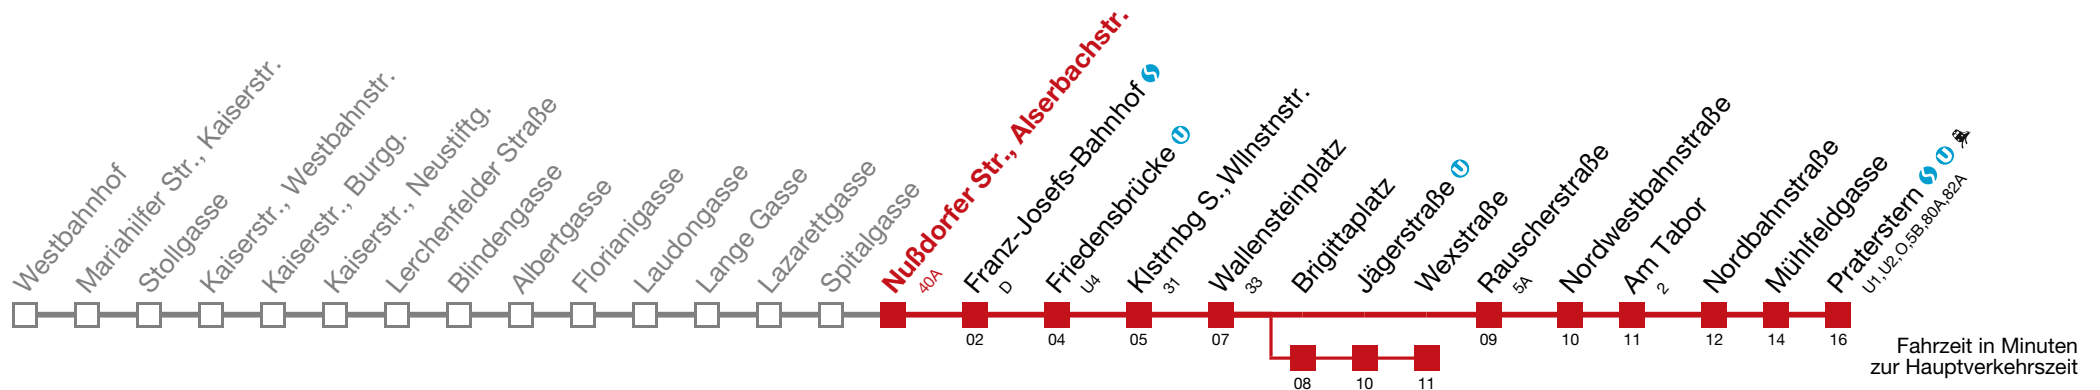 Westbahnhof
Mariahilfer Str., Kaiserstr.
Stollgasse
Kaiserstr., Westbahnstr.
Kaiserstr., Burgg.
Kaiserstr., Neustiftg.
Lerchenfelder Straße
Blindengasse
Albertgasse
Florianigasse
Laudongasse
Lange Gasse
Lazarettgasse
Spitalgasse
Nußdorfer Str., Alserbachstr.
40A
Franz-Josefs-Bahnhof S
D
Friedensbrücke U
U4
Klstrnbg S., Wllnstnstr.
31
Wallensteinplatz
33
Brigittaplatz
Jägerstraße U
Wexstraße
Rauscherstraße
5A
Nordwestbahnstraße
Am Tabor
2
Nordbahnstraße
Mühlfeldgasse
Praterstern S U
U1, U2, O, 5B, 80A, 82A
02 04 05 07 09 10 11 12 14 16
08 10 11
Fahrzeit in Minuten
zur Hauptverkehrszeit